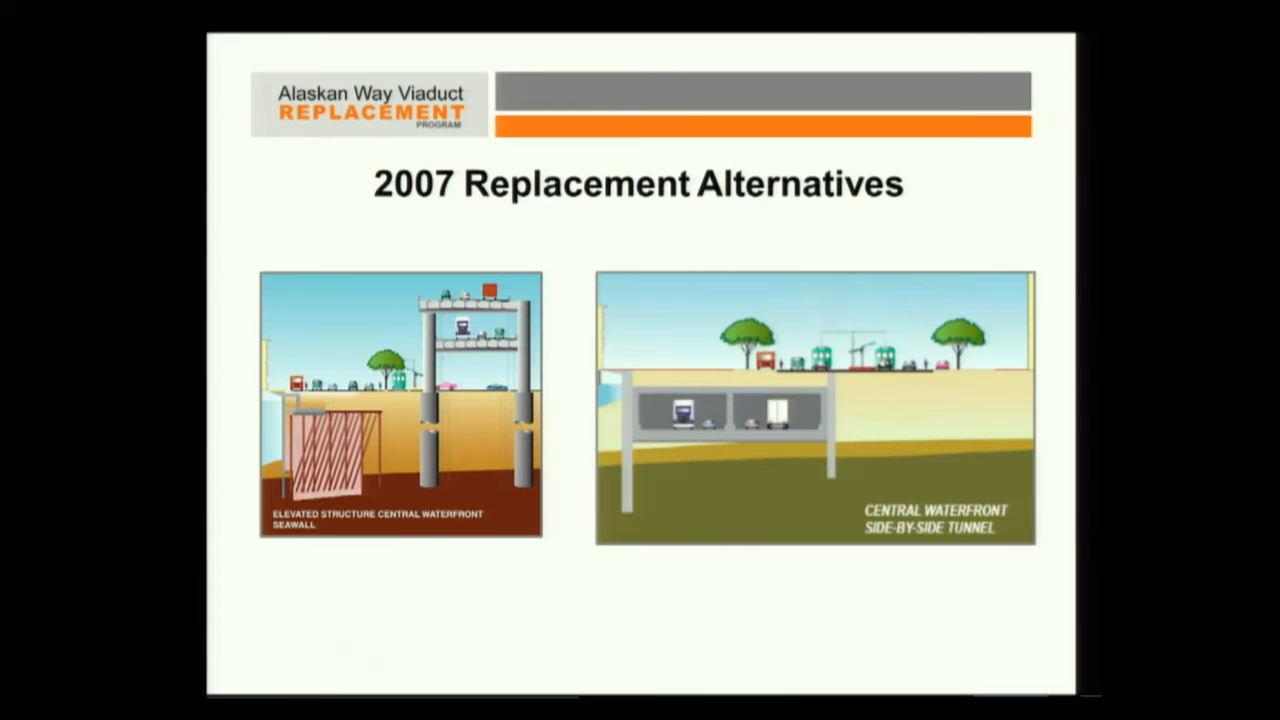 Alaskan Way Viaduct
REPLACEMENT
PROGRAM
2007 Replacement Alternatives
ELEVATED STRUCTURE CENTRAL WATERFRONT
SEAWALL
CENTRAL WATERFRONT
SIDE-BY-SIDE TUNNEL